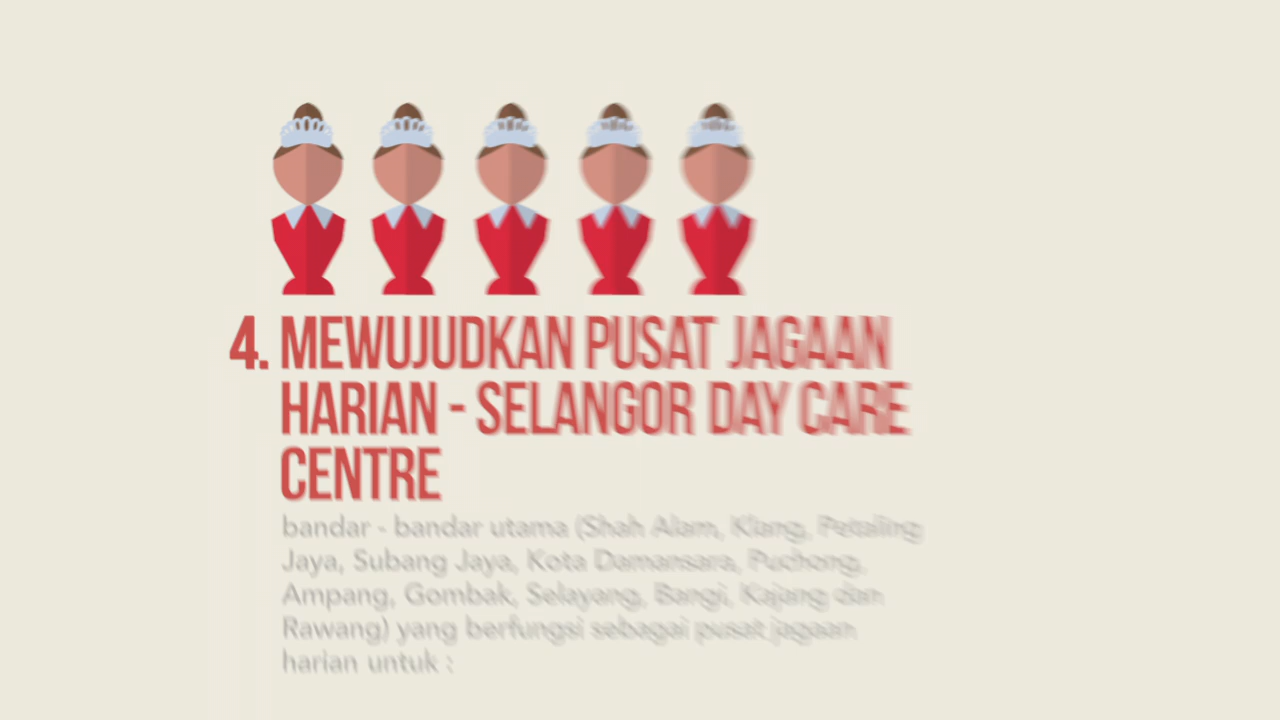 4. MEWUJUDKAN PUSAT JAGAAN
HARIAN - SELANGOR DAY CARE
CENTRE
bandar - bandar utama (Shah Alam, Klang, Petaling
Jaya, Subang Jaya, Kota Damansara, Puchong,
Ampang, Gombak, Selayang, Bangi, Kajang dan
Rawang) yang berfungsi sebagai pusat jagaan
harian untuk :